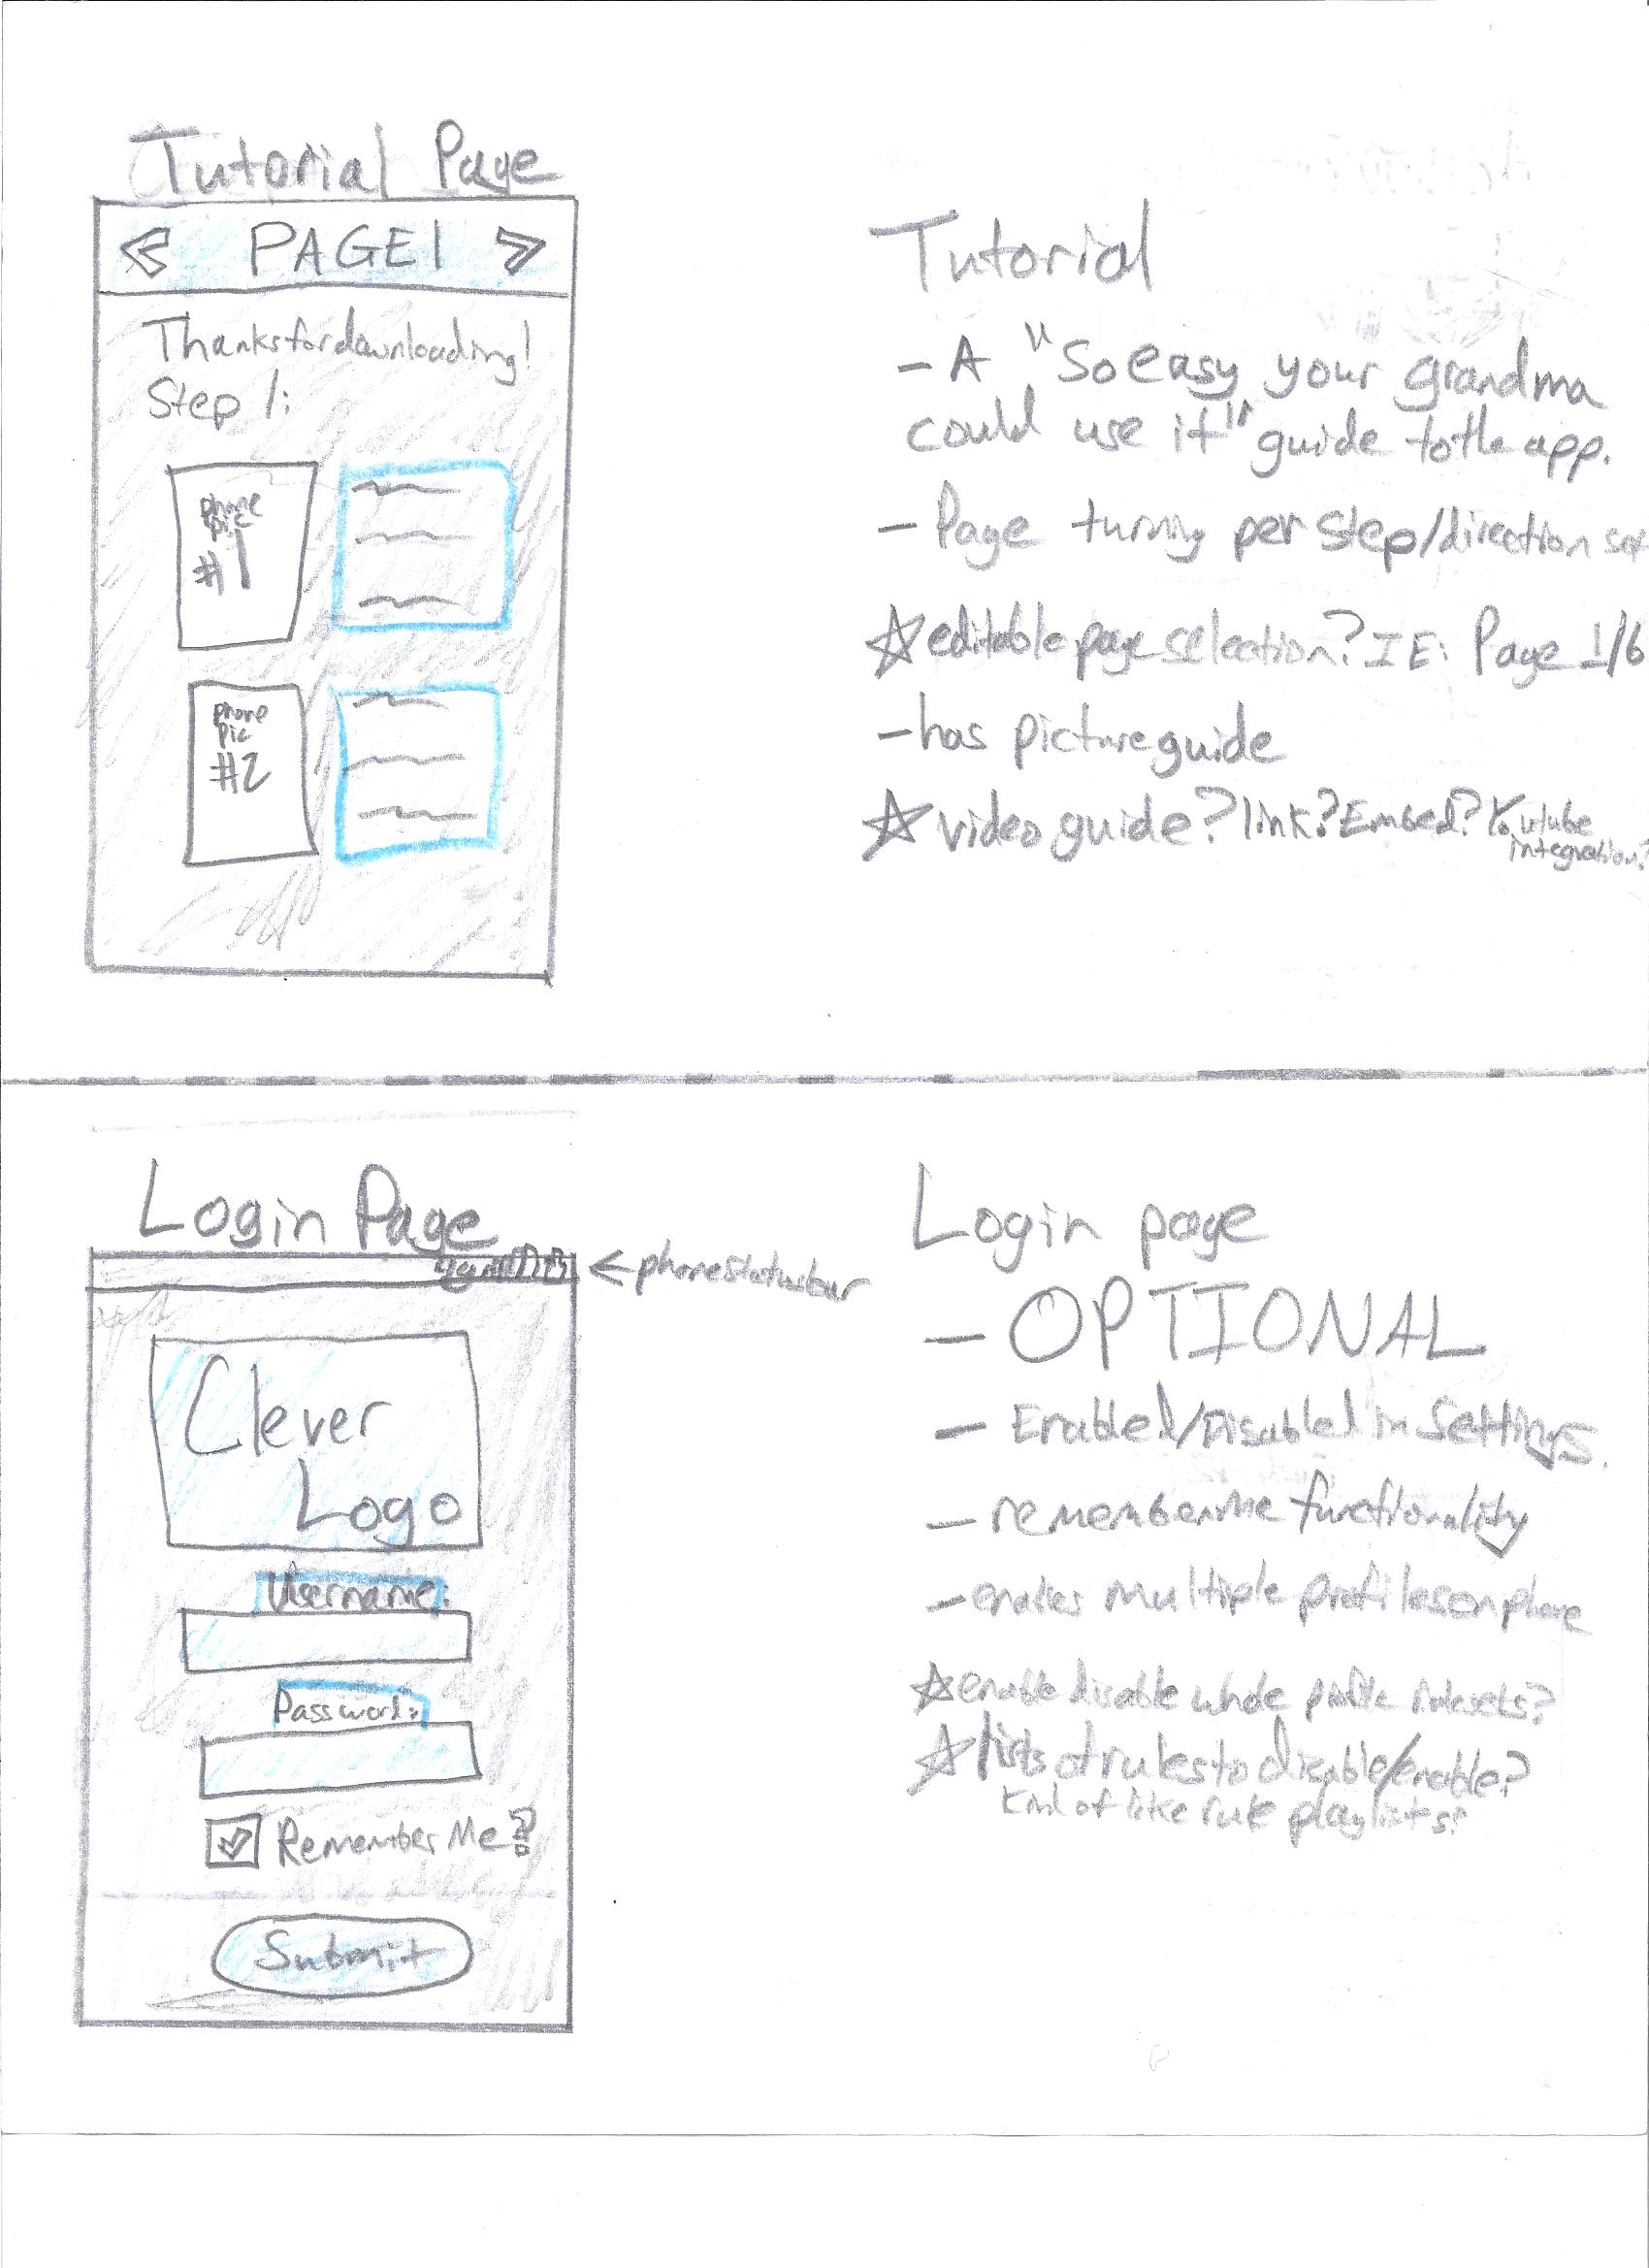 Tutorial Page
< PAGE 1 >
Thanks for downloading!
Step 1:
phone
pic
#1
phone
pic
#2
Tutorial
- A "So easy your grandma
could use it" guide to the app.
- Page turning per step/direction set
☆ editable page selection? IE: Page 1/6
- has picture guide
☆ video guide? link? Embed? Youtube
integration?
Login Page
← phone status bar
Clever
Logo
Username:
Password:
Remember Me?
Submit
Login page
- OPTIONAL
- Enabled/Disabled in Settings.
- remember me functionality
- enables multiple profiles on phone
☆ enable disable whole profile rulesets?
☆ lists of rules to disable/enable?
Kind of like rule playlists?